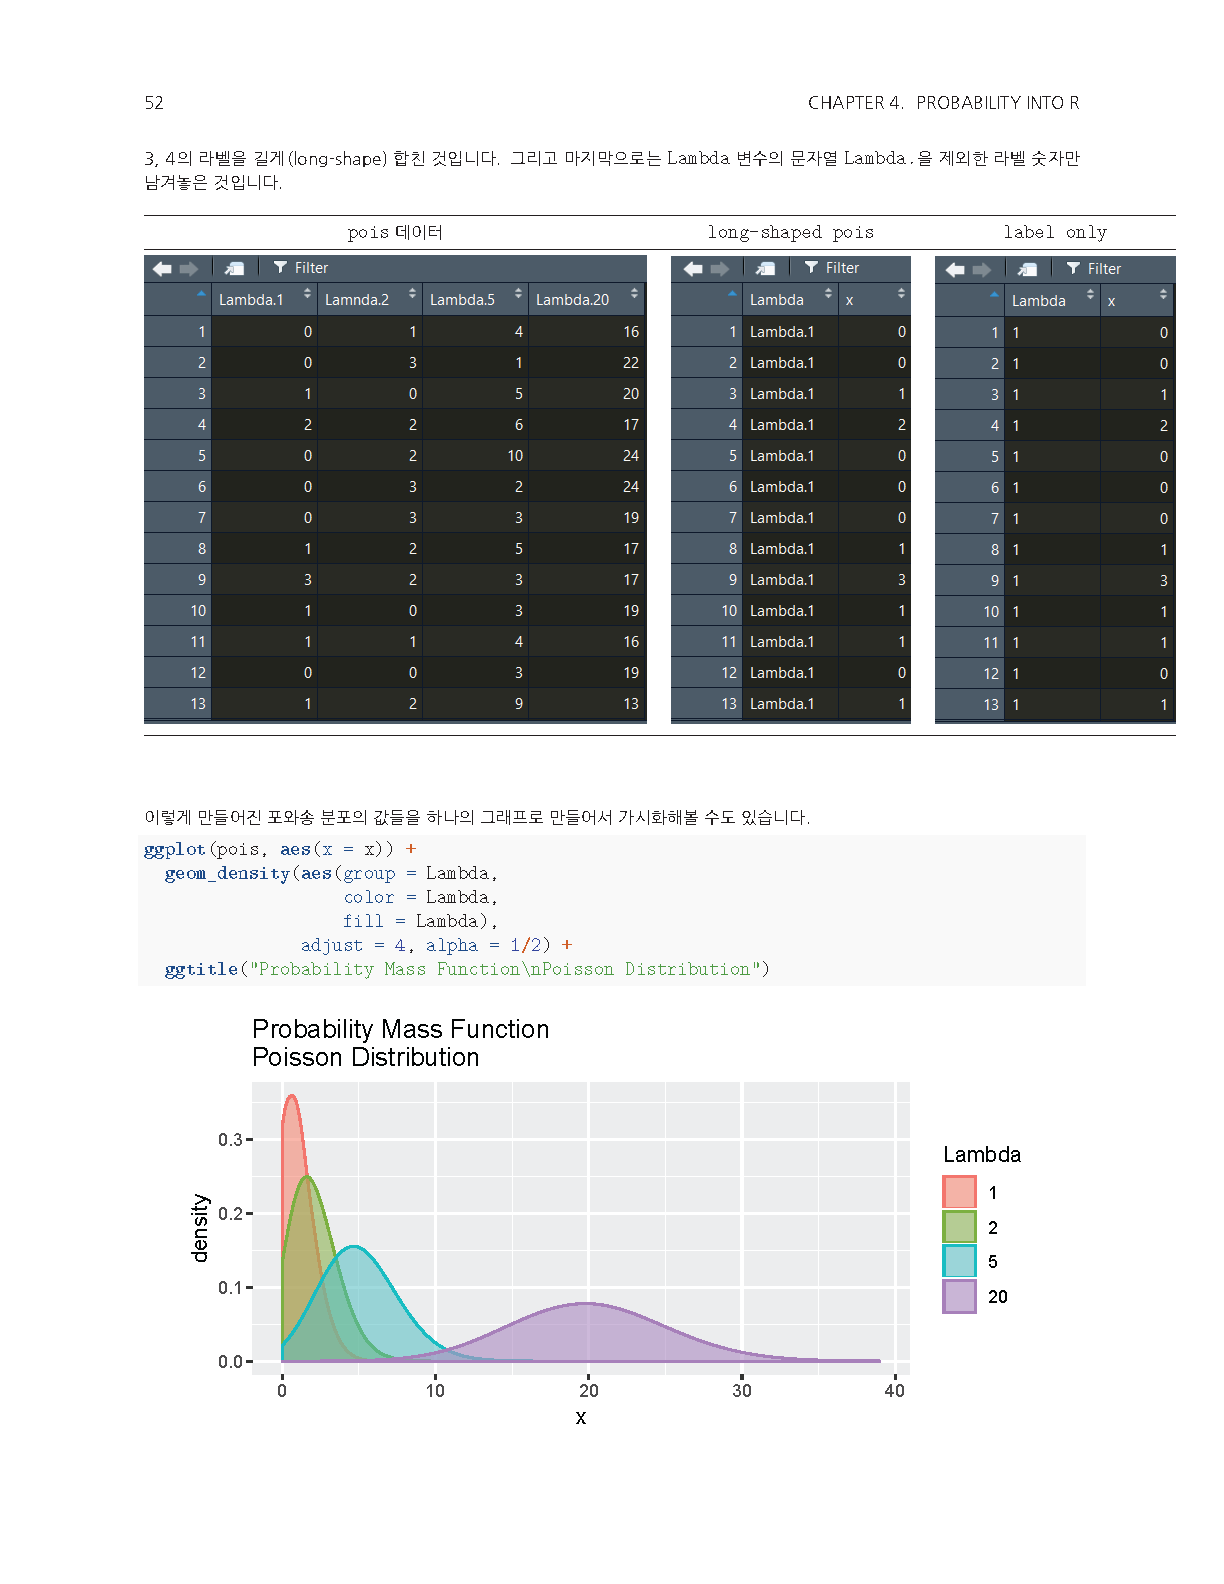 52 CHAPTER 4. PROBABILITY INTO R
3, 4의 라벨을 길게(long-shape) 합친 것입니다. 그리고 마지막으로는 Lambda 변수의 문자열 Lambda.을 제외한 라벨 숫자만
남겨놓은 것입니다.
pois 데이터 long-shaped pois label only
Filter Filter Filter
Lambda.1 Lamnda.2 Lambda.5 Lambda.20 Lambda x Lambda x
1 0 1 4 16 1 Lambda.1 0 1 1 0
2 0 3 1 22 2 Lambda.1 0 2 1 0
3 1 0 5 20 3 Lambda.1 1 3 1 1
4 2 2 6 17 4 Lambda.1 2 4 1 2
5 0 2 10 24 5 Lambda.1 0 5 1 0
6 0 3 2 24 6 Lambda.1 0 6 1 0
7 0 3 3 19 7 Lambda.1 0 7 1 0
8 1 2 5 17 8 Lambda.1 1 8 1 1
9 3 2 3 17 9 Lambda.1 3 9 1 3
10 1 0 3 19 10 Lambda.1 1 10 1 1
11 1 1 4 16 11 Lambda.1 1 11 1 1
12 0 0 3 19 12 Lambda.1 0 12 1 0
13 1 2 9 13 13 Lambda.1 1 13 1 1
이렇게 만들어진 포와송 분포의 값들을 하나의 그래프로 만들어서 가시화해볼 수도 있습니다.
ggplot(pois, aes(x = x)) +
geom_density(aes(group = Lambda,
color = Lambda,
fill = Lambda),
adjust = 4, alpha = 1/2) +
ggtitle("Probability Mass Function\nPoisson Distribution")
Probability Mass Function
Poisson Distribution
0.3
0.2
0.1
0.0
density
0 10 20 30 40
x
Lambda
1
2
5
20